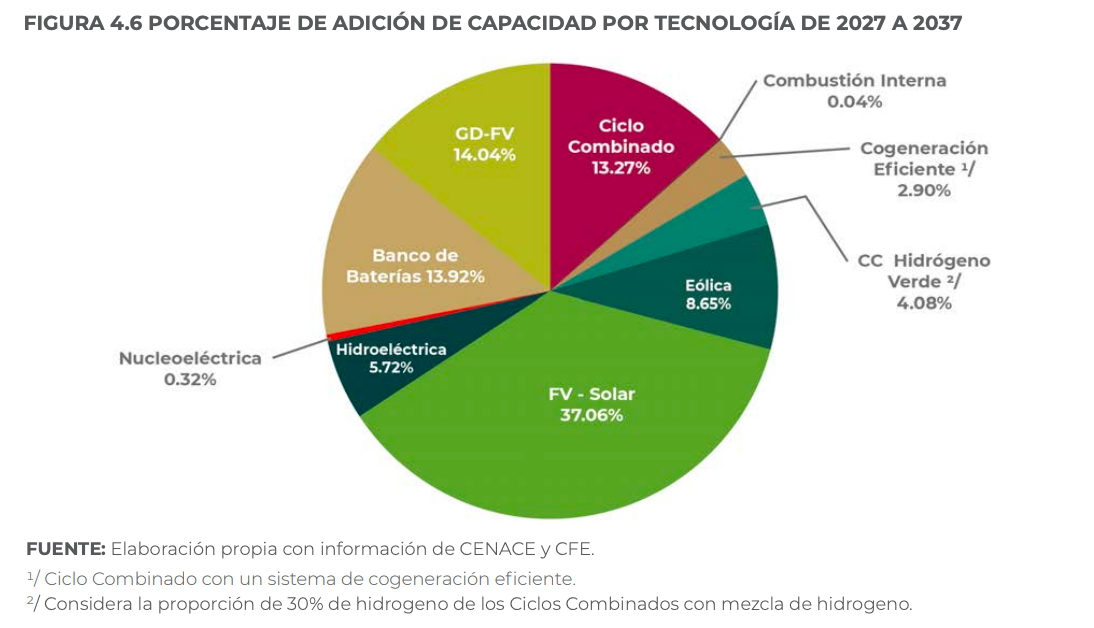 FIGURA 4.6 PORCENTAJE DE ADICIÓN DE CAPACIDAD POR TECNOLOGÍA DE 2027 A 2037
Ciclo
Combinado
13.27%
Combustión Interna
0.04%
Cogeneración
Eficiente ¹/
2.90%
CC Hidrógeno
Verde ²/
4.08%
Eólica
8.65%
FV - Solar
37.06%
Hidroeléctrica
5.72%
Nucleoeléctrica
0.32%
Banco de
Baterías 13.92%
GD-FV
14.04%
FUENTE: Elaboración propia con información de CENACE y CFE.
¹/ Ciclo Combinado con un sistema de cogeneración eficiente.
²/ Considera la proporción de 30% de hidrogeno de los Ciclos Combinados con mezcla de hidrogeno.